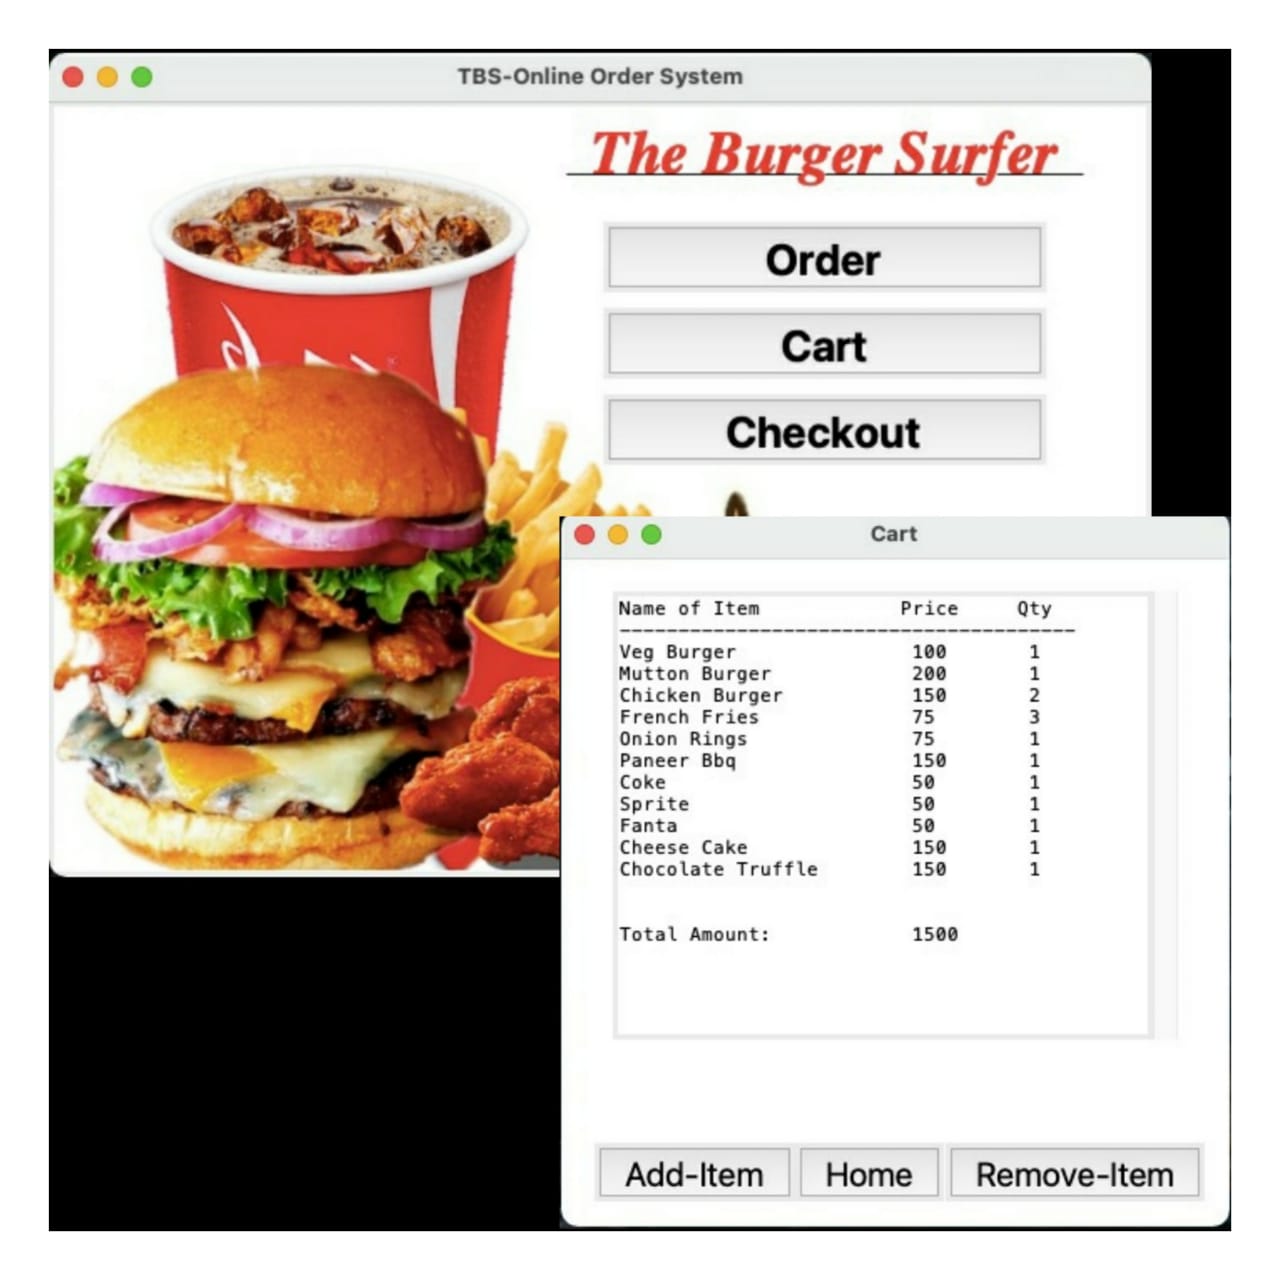 TBS-Online Order System
The Burger Surfer
Order
Cart
Checkout
Cart
Name of Item Price Qty
---------------------------------------
Veg Burger 100 1
Mutton Burger 200 1
Chicken Burger 150 2
French Fries 75 3
Onion Rings 75 1
Paneer Bbq 150 1
Coke 50 1
Sprite 50 1
Fanta 50 1
Cheese Cake 150 1
Chocolate Truffle 150 1
Total Amount: 1500
Add-Item Home Remove-Item